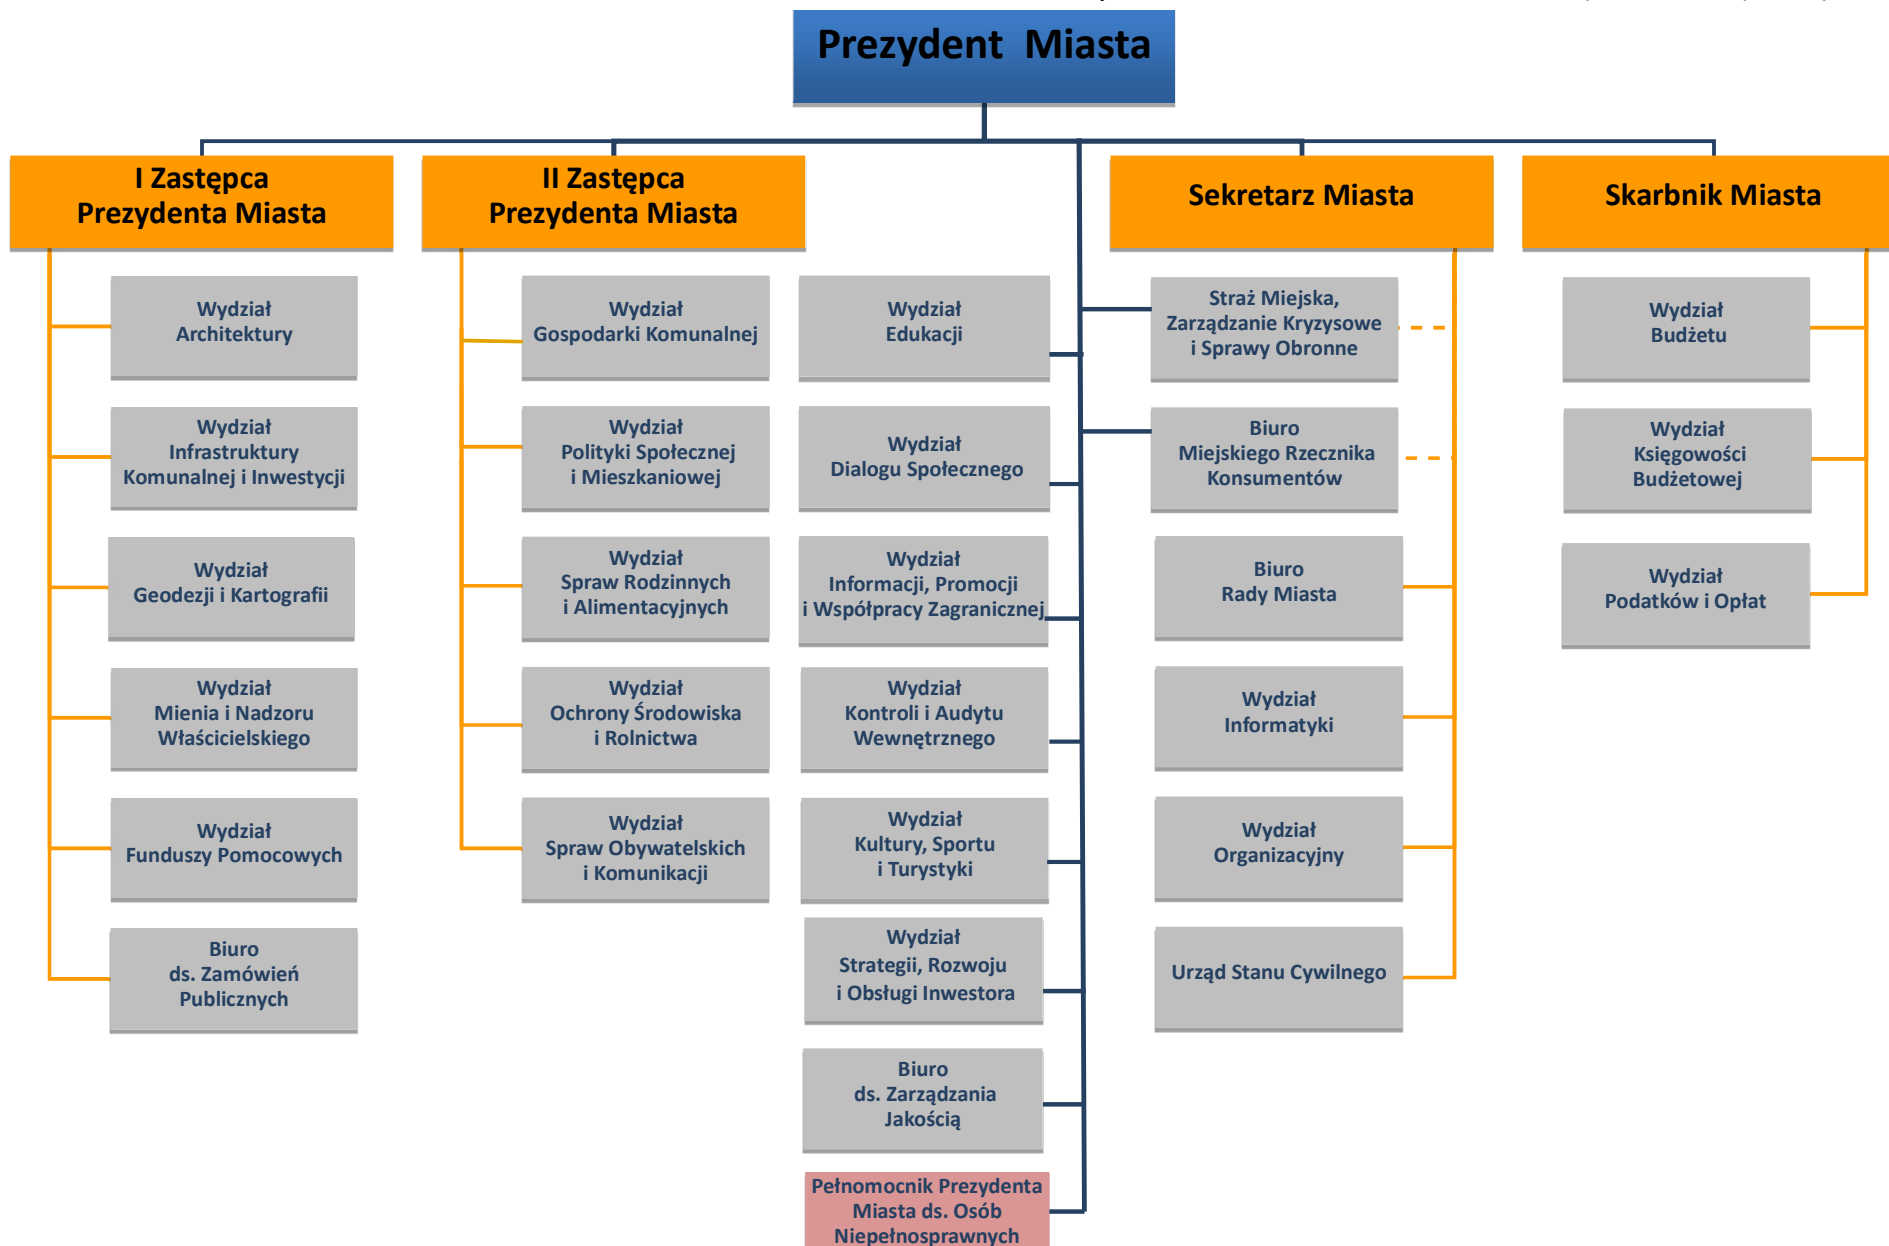 Prezydent Miasta
I Zastępca
Prezydenta Miasta
II Zastępca
Prezydenta Miasta
Sekretarz Miasta
Skarbnik Miasta
Wydział
Architektury
Wydział
Infrastruktury
Komunalnej i Inwestycji
Wydział
Geodezji i Kartografii
Wydział
Mienia i Nadzoru
Właścicielskiego
Wydział
Funduszy Pomocowych
Biuro
ds. Zamówień
Publicznych
Wydział
Gospodarki Komunalnej
Wydział
Polityki Społecznej
i Mieszkaniowej
Wydział
Spraw Rodzinnych
i Alimentacyjnych
Wydział
Ochrony Środowiska
i Rolnictwa
Wydział
Spraw Obywatelskich
i Komunikacji
Wydział
Edukacji
Wydział
Dialogu Społecznego
Wydział
Informacji, Promocji
i Współpracy Zagranicznej
Wydział
Kontroli i Audytu
Wewnętrznego
Wydział
Kultury, Sportu
i Turystyki
Wydział
Strategii, Rozwoju
i Obsługi Inwestora
Biuro
ds. Zarządzania
Jakością
Pełnomocnik Prezydenta
Miasta ds. Osób
Niepełnosprawnych
Straż Miejska,
Zarządzanie Kryzysowe
i Sprawy Obronne
Biuro
Miejskiego Rzecznika
Konsumentów
Biuro
Rady Miasta
Wydział
Informatyki
Wydział
Organizacyjny
Urząd Stanu Cywilnego
Wydział
Budżetu
Wydział
Księgowości
Budżetowej
Wydział
Podatków i Opłat